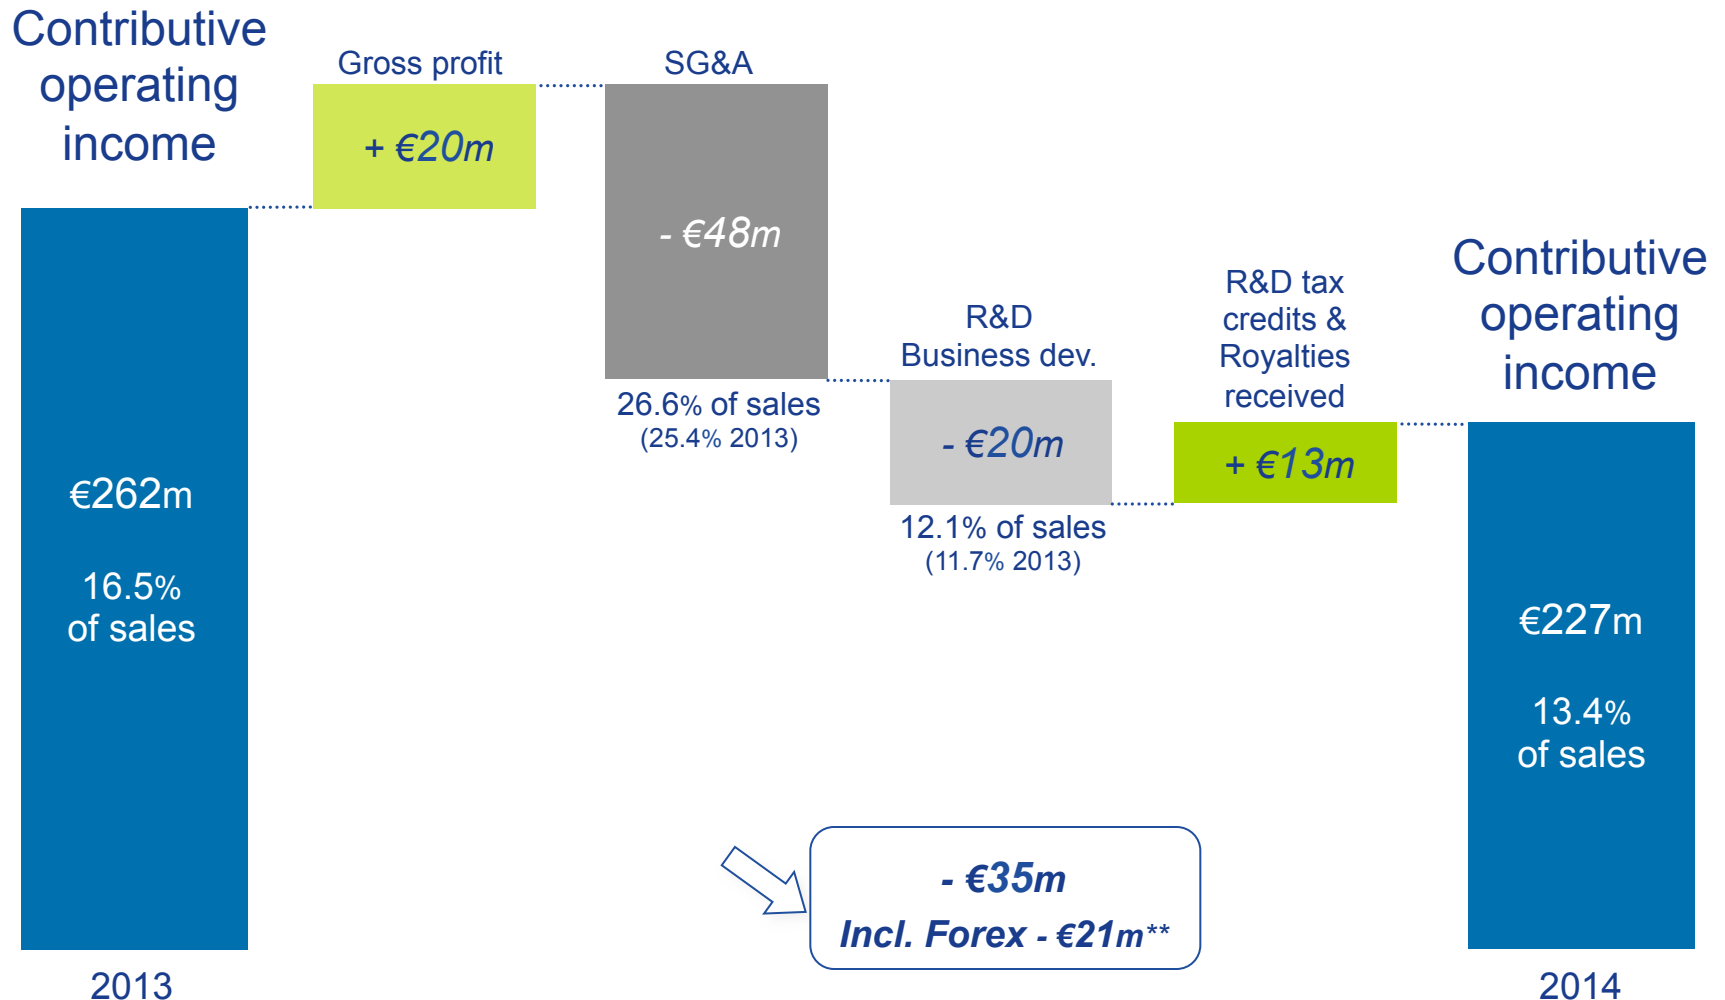 Contributive
operating
income
€262m
16.5%
of sales
2013
Gross profit
+ €20m
SG&A
- €48m
26.6% of sales
(25.4% 2013)
R&D
Business dev.
- €20m
12.1% of sales
(11.7% 2013)
R&D tax
credits &
Royalties
received
+ €13m
Contributive
operating
income
€227m
13.4%
of sales
2014
- €35m
Incl. Forex - €21m**